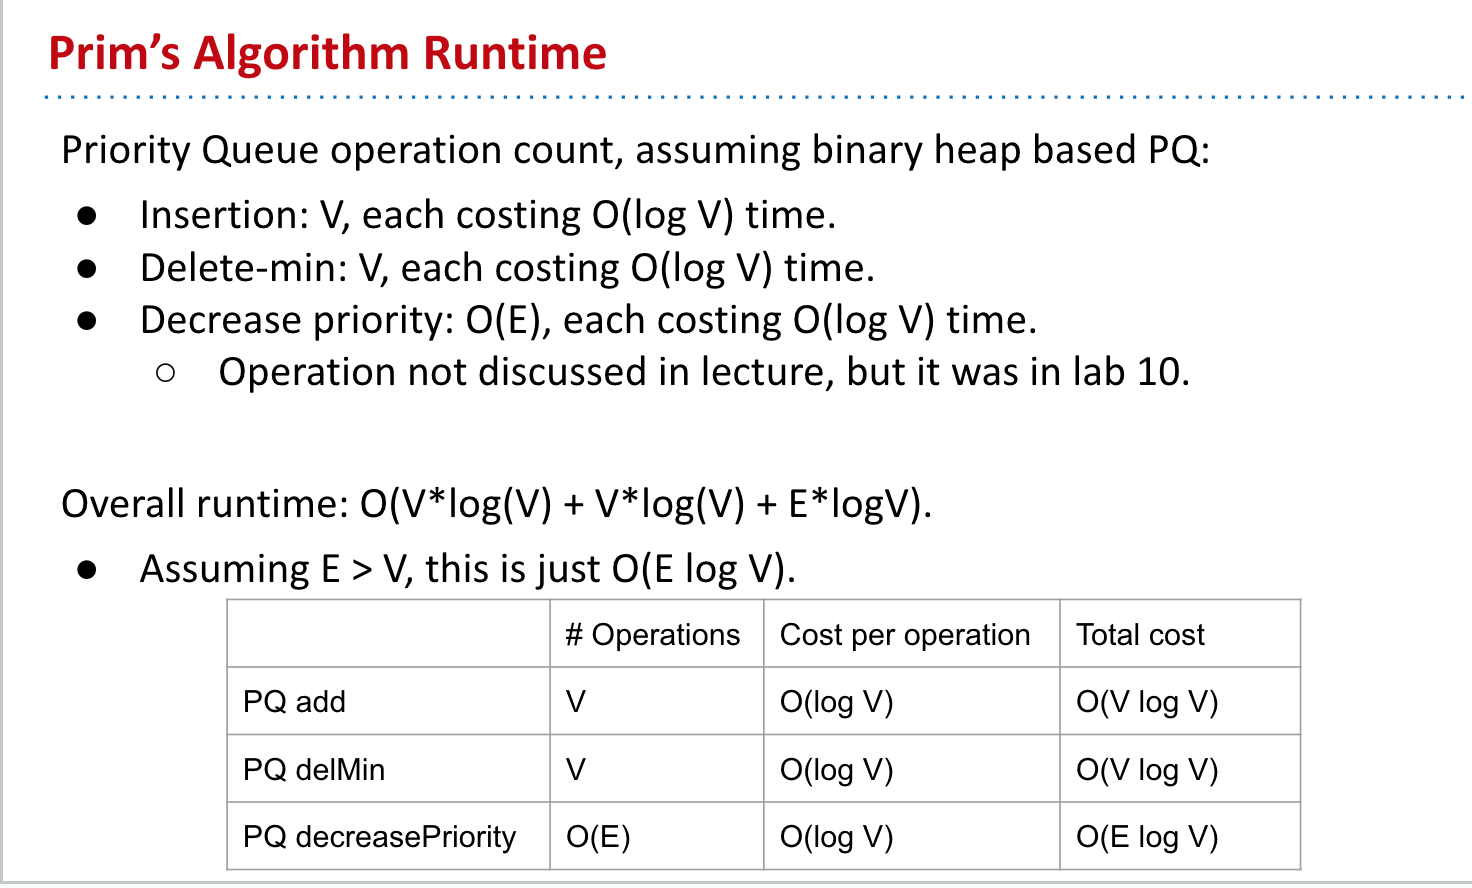 Prim’s Algorithm Runtime
Priority Queue operation count, assuming binary heap based PQ:
● Insertion: V, each costing O(log V) time.
● Delete-min: V, each costing O(log V) time.
● Decrease priority: O(E), each costing O(log V) time.
○ Operation not discussed in lecture, but it was in lab 10.
Overall runtime: O(V*log(V) + V*log(V) + E*logV).
● Assuming E > V, this is just O(E log V).
# Operations Cost per operation Total cost
PQ add V O(log V) O(V log V)
PQ delMin V O(log V) O(V log V)
PQ decreasePriority O(E) O(log V) O(E log V)